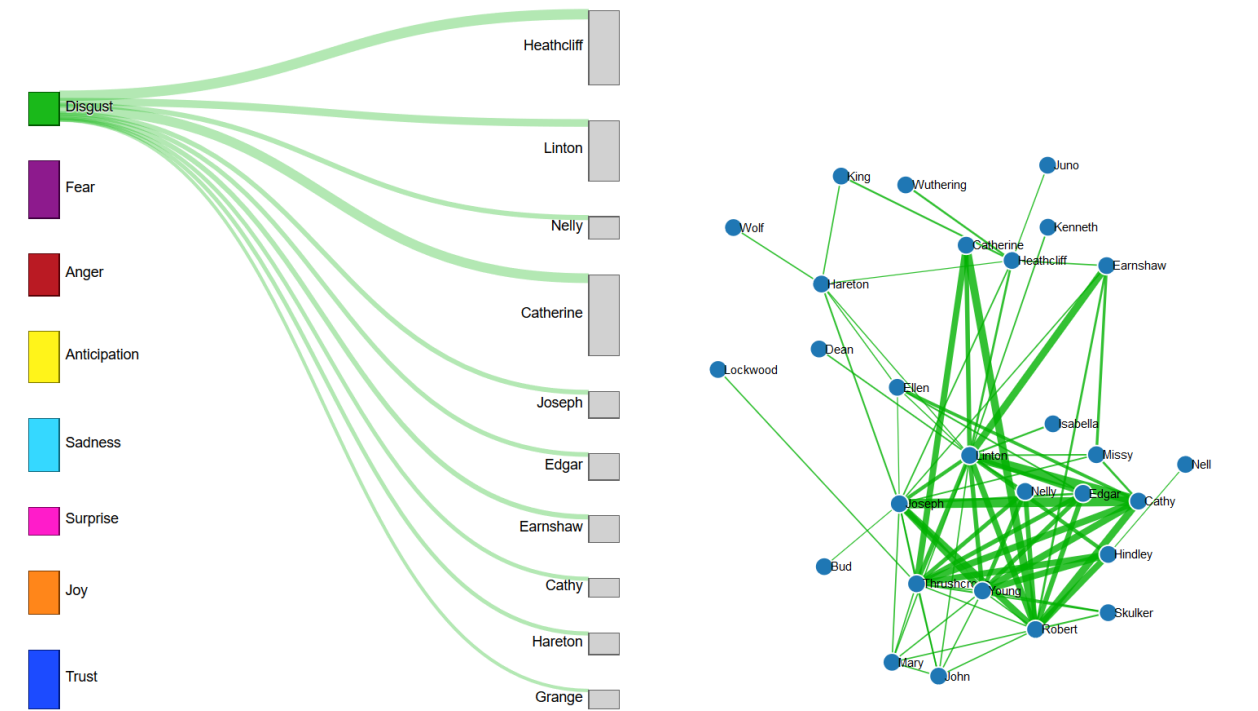 Disgust
Fear
Anger
Anticipation
Sadness
Surprise
Joy
Trust
Heathcliff
Linton
Nelly
Catherine
Joseph
Edgar
Earnshaw
Cathy
Hareton
Grange
Juno
King
Wuthering
Wolf
Kenneth
Catherine
Heathcliff
Earnshaw
Hareton
Dean
Lockwood
Ellen
Isabella
Linton
Missy
Nell
Nelly
Edgar
Cathy
Joseph
Hindley
Bud
Thrushcr
Young
Skulker
Robert
Mary
John